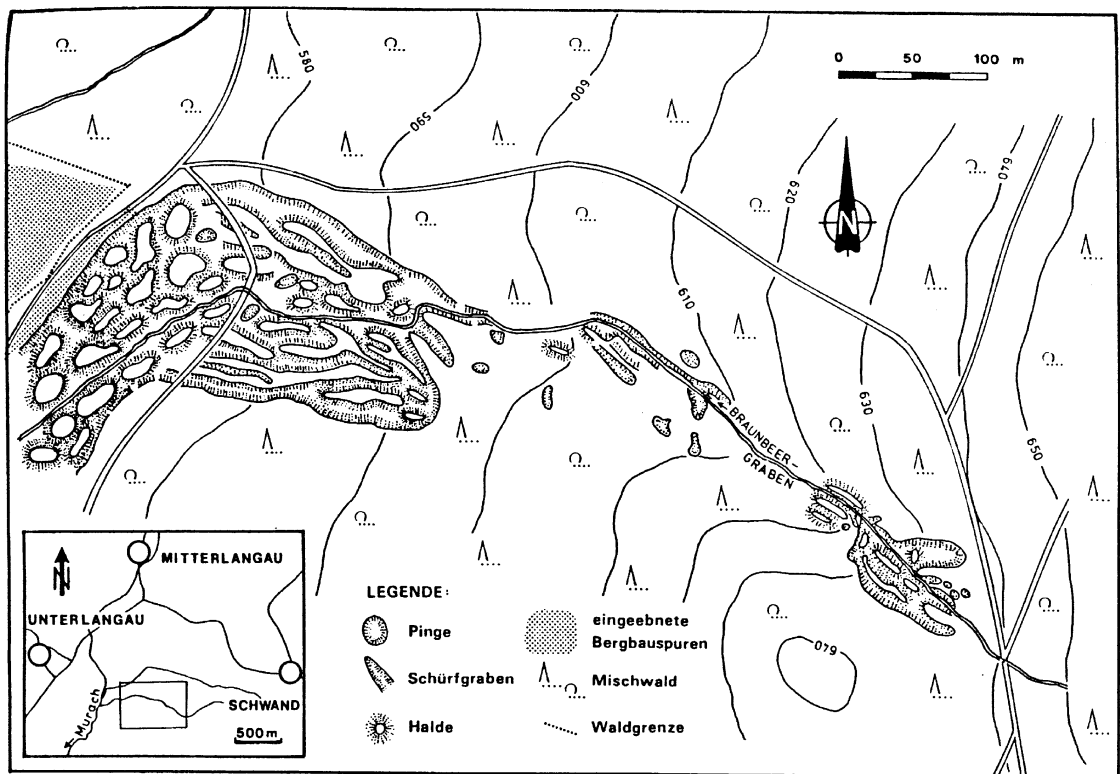 0 50 100 m
580
590
600
610
620
630
640
650
640
N
BRAUNBEER-
GRABEN
N
MITTERLANGAU
UNTERLANGAU
SCHWAND
Murach
500m
LEGENDE:
Pinge
Schürfgraben
Halde
eingeebnete
Bergbauspuren
Mischwald
Waldgrenze